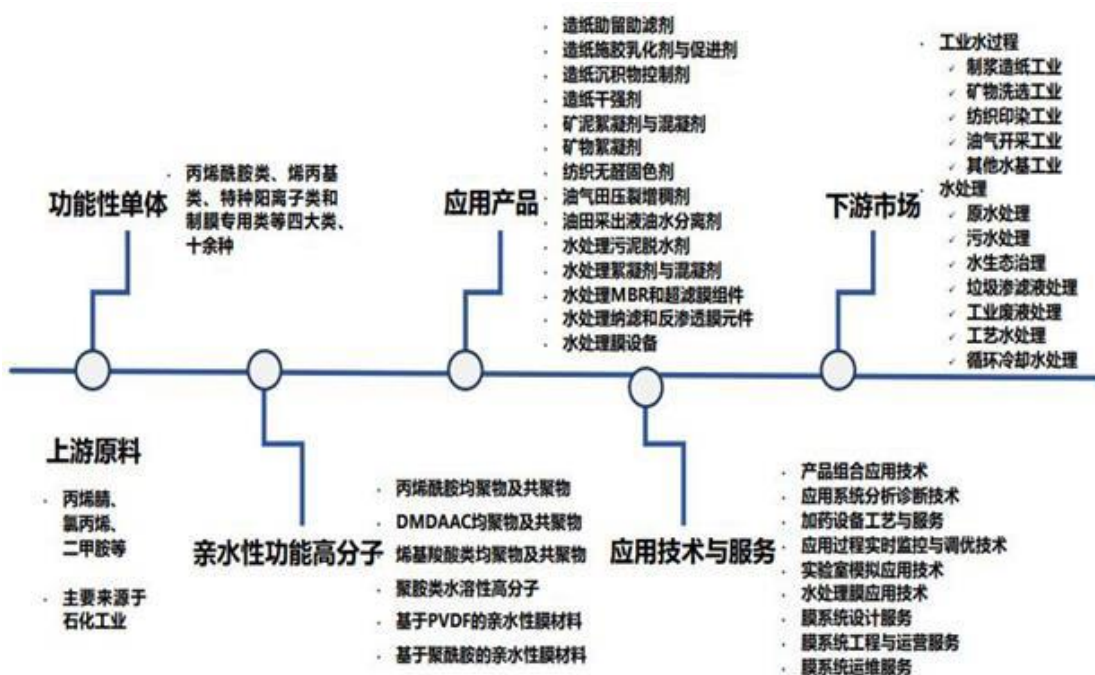 功能性单体
丙烯酰胺类、烯丙基
类、特种阳离子类和
制膜专用类等四大类、
十余种
应用产品
造纸助留助滤剂
造纸施胶乳化剂与促进剂
造纸沉积物控制剂
造纸干强剂
矿泥絮凝剂与混凝剂
矿物絮凝剂
纺织无醛固色剂
油气田压裂增稠剂
油田采出液油水分离剂
水处理污泥脱水剂
水处理絮凝剂与混凝剂
水处理MBR和超滤膜组件
水处理纳滤和反渗透膜元件
水处理膜设备
下游市场
工业水过程
制浆造纸工业
矿物洗选工业
纺织印染工业
油气开采工业
其他水基工业
水处理
原水处理
污水处理
水生态治理
垃圾渗滤液处理
工业废液处理
工艺水处理
循环冷却水处理
上游原料
丙烯腈、
氯丙烯、
二甲胺等
主要来源于
石化工业
亲水性功能高分子
丙烯酰胺均聚物及共聚物
DMDAAC均聚物及共聚物
烯基羧酸类均聚物及共聚物
聚胺类水溶性高分子
基于PVDF的亲水性膜材料
基于聚酰胺的亲水性膜材料
应用技术与服务
产品组合应用技术
应用系统分析诊断技术
加药设备工艺与服务
应用过程实时监控与调优技术
实验室模拟应用技术
水处理膜应用技术
膜系统设计服务
膜系统工程与运营服务
膜系统运维服务